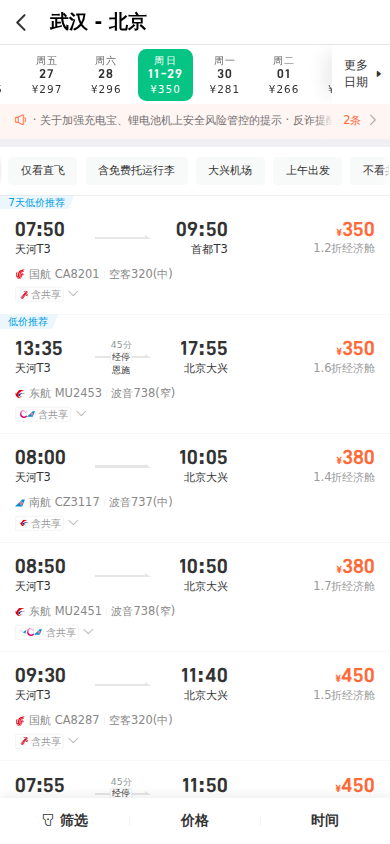 武汉 - 北京
周五 周六 周日 周一 周二 更多
27 28 11-29 30 01 日期
¥297 ¥296 ¥350 ¥281 ¥266
· 关于加强充电宝、锂电池机上安全风险管控的提示 · 反诈提 2条
仅看直飞 含免费托运行李 大兴机场 上午出发 不看
7天低价推荐
07:50 09:50 ¥350
天河T3 首都T3 1.2折经济舱
国航 CA8201 空客320(中)
含共享
低价推荐
13:35 45分 17:55 ¥350
经停
天河T3 恩施 北京大兴 1.6折经济舱
东航 MU2453 波音738(窄)
含共享
08:00 10:05 ¥380
天河T3 北京大兴 1.4折经济舱
南航 CZ3117 波音737(中)
含共享
08:50 10:50 ¥380
天河T3 北京大兴 1.7折经济舱
东航 MU2451 波音738(窄)
含共享
09:30 11:40 ¥450
天河T3 北京大兴 1.5折经济舱
国航 CA8287 空客320(中)
含共享
07:55 45分 11:50 ¥450
经停
筛选 价格 时间